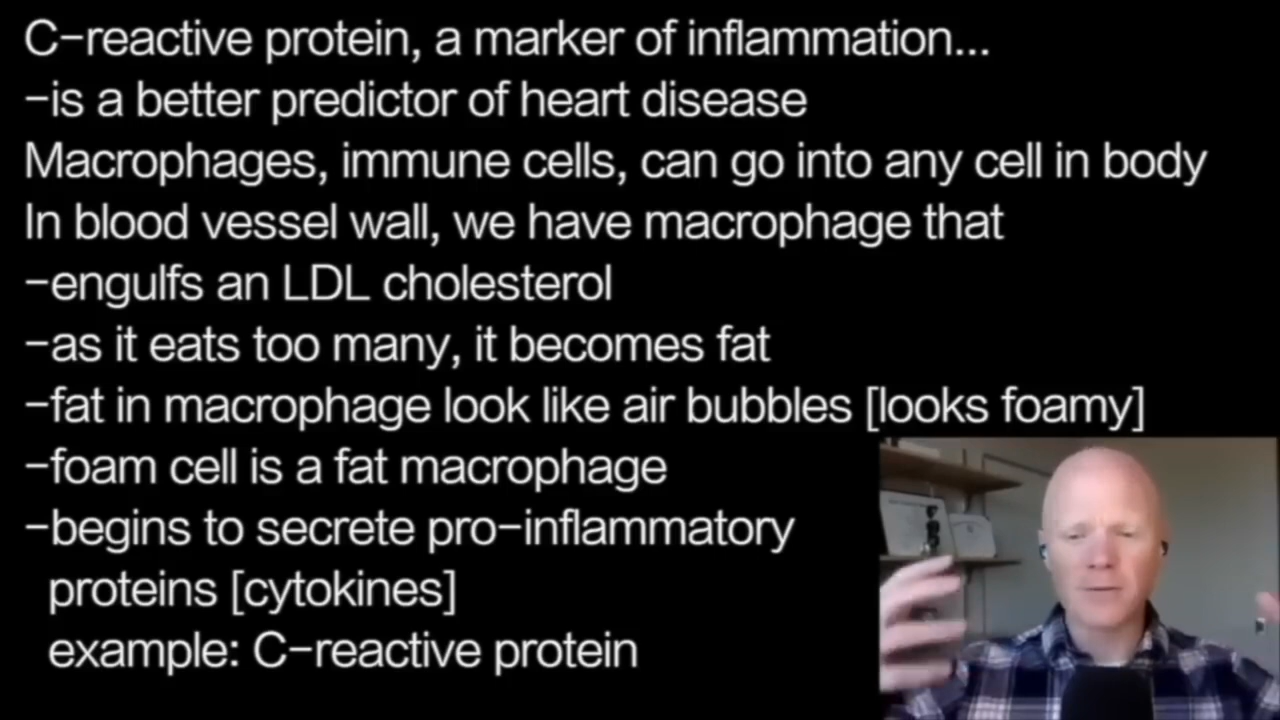 C-reactive protein, a marker of inflammation...
-is a better predictor of heart disease
Macrophages, immune cells, can go into any cell in body
In blood vessel wall, we have macrophage that
-engulfs an LDL cholesterol
-as it eats too many, it becomes fat
-fat in macrophage look like air bubbles [looks foamy]
-foam cell is a fat macrophage
-begins to secrete pro-inflammatory
proteins [cytokines]
example: C-reactive protein